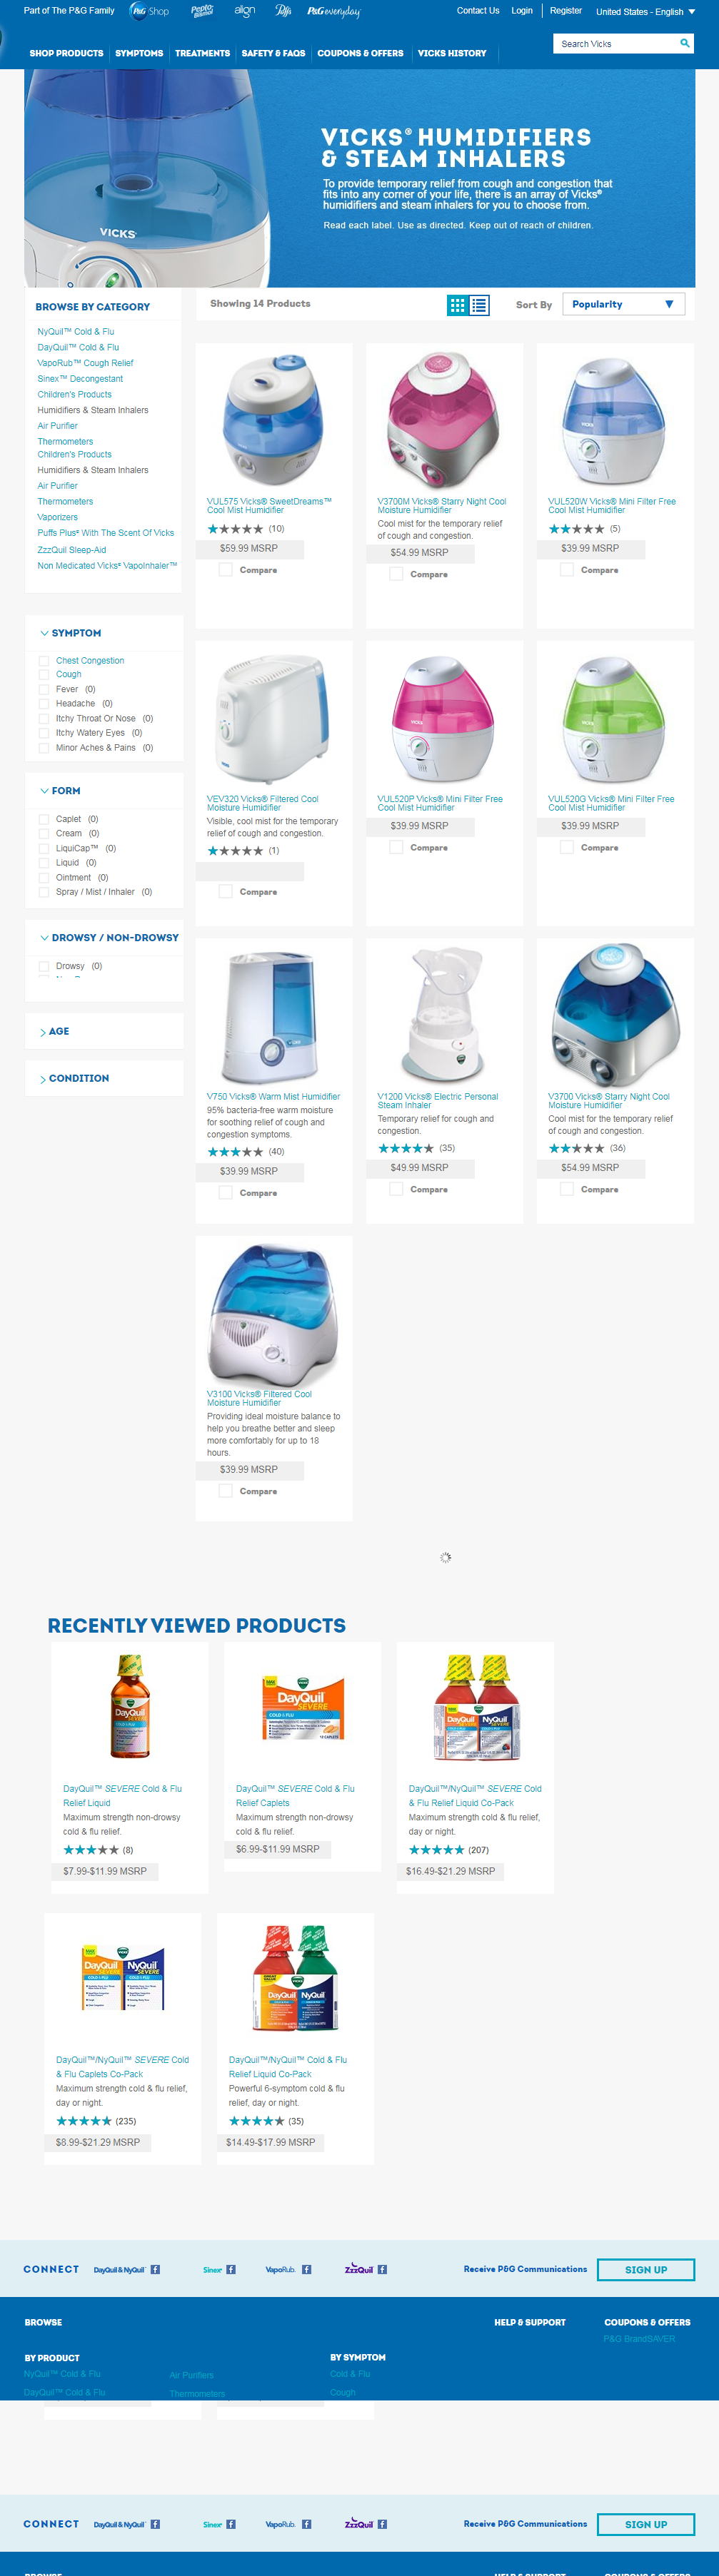 Part of The P&G Family
P&G Shop
Pepto Bismol
align
Puffs
P&G everyday
Contact Us
Login
Register
United States - English
SHOP PRODUCTS
SYMPTOMS
TREATMENTS
SAFETY & FAQS
COUPONS & OFFERS
VICKS HISTORY
Search Vicks
VICKS® HUMIDIFIERS
& STEAM INHALERS
To provide temporary relief from cough and congestion that
fits into any corner of your life, there is an array of Vicks®
humidifiers and steam inhalers for you to choose from.
Read each label. Use as directed. Keep out of reach of children.
VICKS
BROWSE BY CATEGORY
NyQuil™ Cold & Flu
DayQuil™ Cold & Flu
VapoRub™ Cough Relief
Sinex™ Decongestant
Children's Products
Humidifiers & Steam Inhalers
Air Purifier
Thermometers
Children's Products
Humidifiers & Steam Inhalers
Air Purifier
Thermometers
Vaporizers
Puffs Plus® With The Scent Of Vicks
ZzzQuil Sleep-Aid
Non Medicated Vicks® VapoInhaler™
SYMPTOM
Chest Congestion
Cough
Fever (0)
Headache (0)
Itchy Throat Or Nose (0)
Itchy Watery Eyes (0)
Minor Aches & Pains (0)
FORM
Caplet (0)
Cream (0)
LiquiCap™ (0)
Liquid (0)
Ointment (0)
Spray / Mist / Inhaler (0)
DROWSY / NON-DROWSY
Drowsy (0)
AGE
CONDITION
Showing 14 Products
Sort By
Popularity
VUL575 Vicks® SweetDreams™
Cool Mist Humidifier
(10)
$59.99 MSRP
Compare
V3700M Vicks® Starry Night Cool
Moisture Humidifier
Cool mist for the temporary relief
of cough and congestion.
$54.99 MSRP
Compare
VUL520W Vicks® Mini Filter Free
Cool Mist Humidifier
(5)
$39.99 MSRP
Compare
VEV320 Vicks® Filtered Cool
Moisture Humidifier
Visible, cool mist for the temporary
relief of cough and congestion.
(1)
Compare
VUL520P Vicks® Mini Filter Free
Cool Mist Humidifier
$39.99 MSRP
Compare
VUL520G Vicks® Mini Filter Free
Cool Mist Humidifier
$39.99 MSRP
Compare
V750 Vicks® Warm Mist Humidifier
95% bacteria-free warm moisture
for soothing relief of cough and
congestion symptoms.
(40)
$39.99 MSRP
Compare
V1200 Vicks® Electric Personal
Steam Inhaler
Temporary relief for cough and
congestion.
(35)
$49.99 MSRP
Compare
V3700 Vicks® Starry Night Cool
Moisture Humidifier
Cool mist for the temporary relief
of cough and congestion.
(36)
$54.99 MSRP
Compare
V3100 Vicks® Filtered Cool
Moisture Humidifier
Providing ideal moisture balance to
help you breathe better and sleep
more comfortably for up to 18
hours.
$39.99 MSRP
Compare
RECENTLY VIEWED PRODUCTS
DayQuil™ SEVERE Cold & Flu
Relief Liquid
Maximum strength non-drowsy
cold & flu relief.
(8)
$7.99-$11.99 MSRP
DayQuil
SEVERE
COLD & FLU
DayQuil™ SEVERE Cold & Flu
Relief Caplets
Maximum strength non-drowsy
cold & flu relief.
$6.99-$11.99 MSRP
DayQuil
SEVERE
NyQuil
SEVERE
DayQuil™/NyQuil™ SEVERE Cold
& Flu Relief Liquid Co-Pack
Maximum strength cold & flu relief,
day or night.
(207)
$16.49-$21.29 MSRP
DayQuil
SEVERE
NyQuil
SEVERE
DayQuil™/NyQuil™ SEVERE Cold
& Flu Caplets Co-Pack
Maximum strength cold & flu relief,
day or night.
(235)
$8.99-$21.29 MSRP
DayQuil
NyQuil
DayQuil™/NyQuil™ Cold & Flu
Relief Liquid Co-Pack
Powerful 6-symptom cold & flu
relief, day or night.
(35)
$14.49-$17.99 MSRP
CONNECT
DayQuil & NyQuil
Sinex
VapoRub
ZzzQuil
Receive P&G Communications
SIGN UP
BROWSE
HELP & SUPPORT
COUPONS & OFFERS
P&G BrandSAVER
BY PRODUCT
BY SYMPTOM
NyQuil™ Cold & Flu
Air Purifiers
Cold & Flu
DayQuil™ Cold & Flu
Thermometers
Cough
CONNECT
DayQuil & NyQuil
Sinex
VapoRub
ZzzQuil
Receive P&G Communications
SIGN UP
BROWSE
HELP & SUPPORT
COUPONS & OFFERS